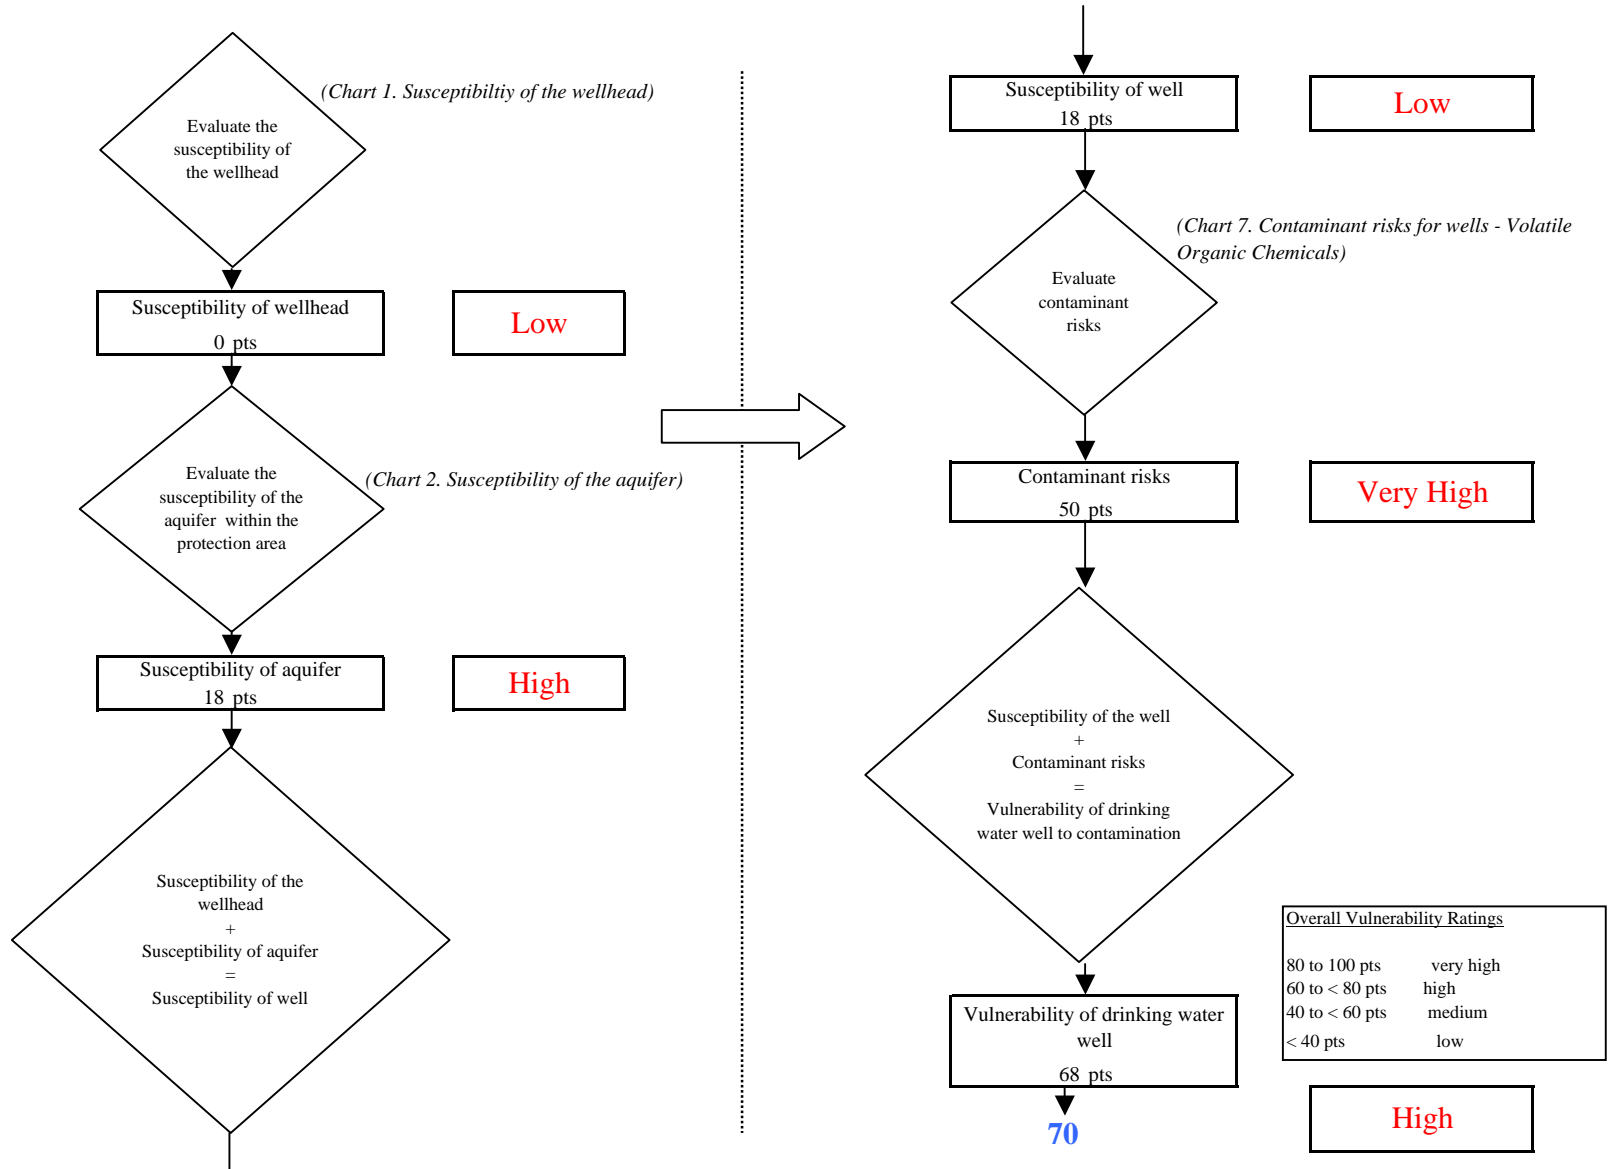 (Chart 1. Susceptibiltiy of the wellhead)
Evaluate the
susceptibility of
the wellhead
Susceptibility of wellhead
0 pts
Low
Evaluate the
susceptibility of the
aquifer within the
protection area
(Chart 2. Susceptibility of the aquifer)
Susceptibility of aquifer
18 pts
High
Susceptibility of the
wellhead
+
Susceptibility of aquifer
=
Susceptibility of well
Susceptibility of well
18 pts
Low
(Chart 7. Contaminant risks for wells - Volatile
Organic Chemicals)
Evaluate
contaminant
risks
Contaminant risks
50 pts
Very High
Susceptibility of the well
+
Contaminant risks
=
Vulnerability of drinking
water well to contamination
Overall Vulnerability Ratings
80 to 100 pts very high
60 to < 80 pts high
40 to < 60 pts medium
< 40 pts low
Vulnerability of drinking water
well
68 pts
70
High